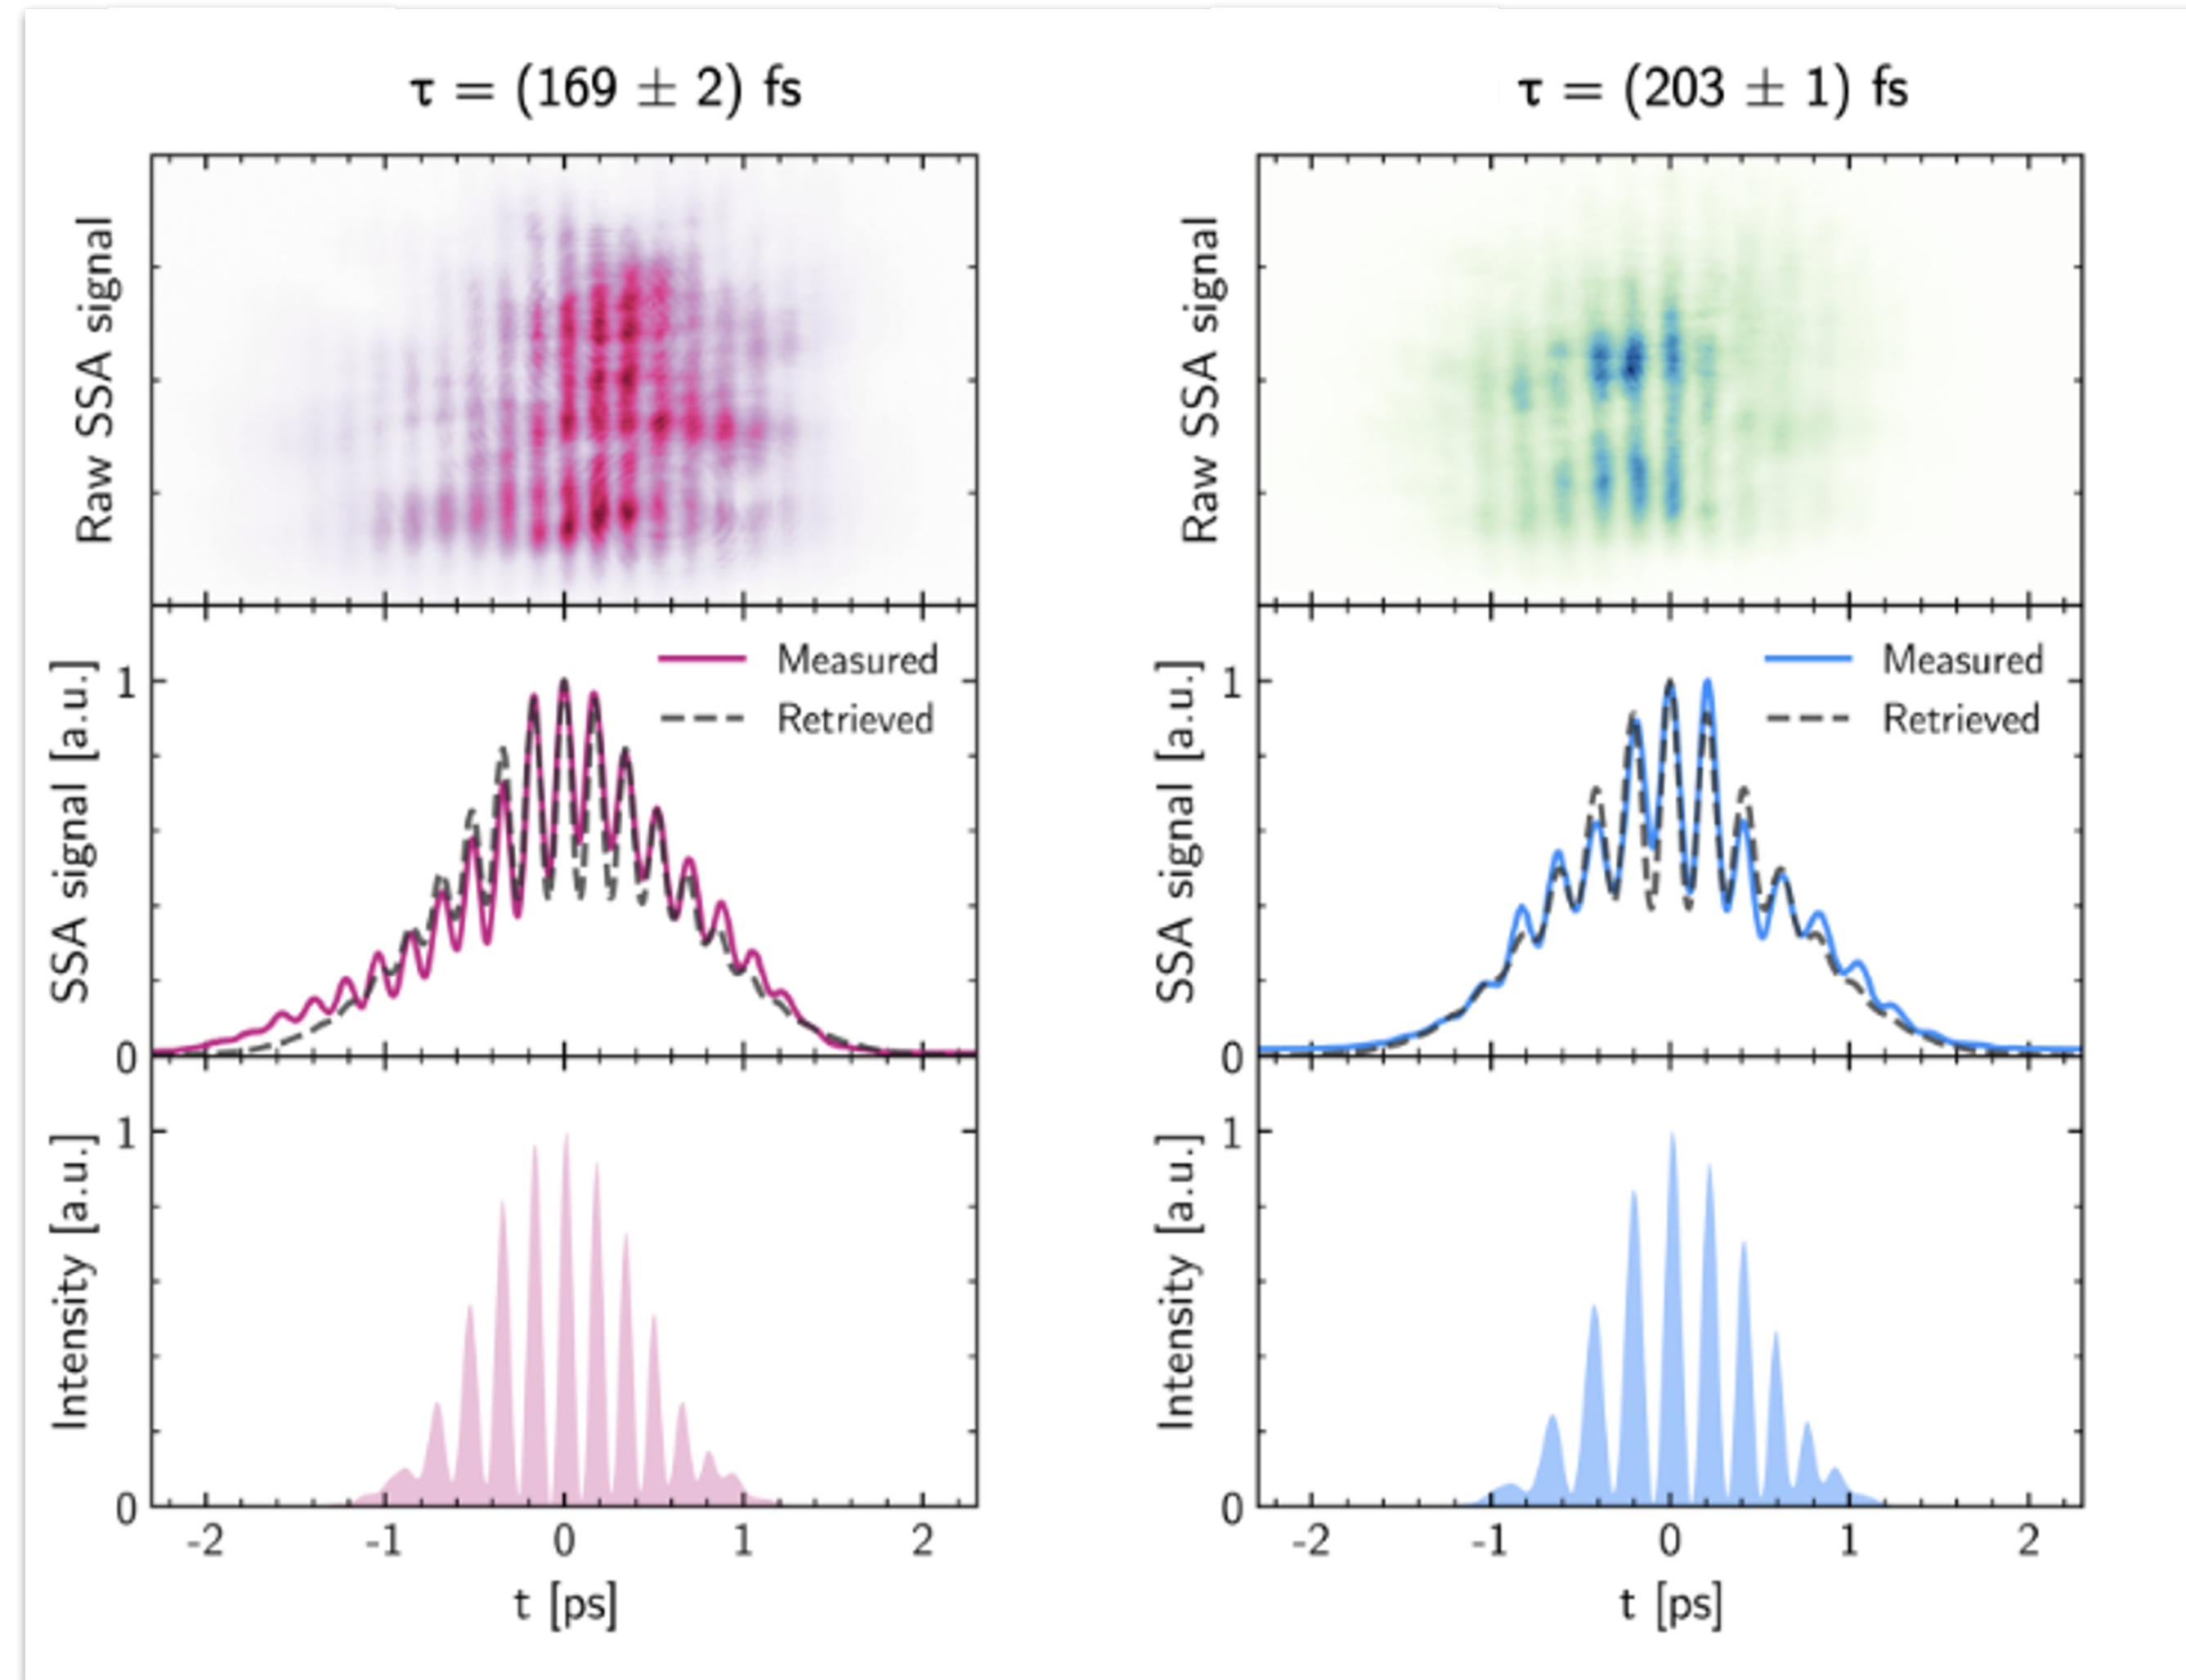 τ = (169 ± 2) fs
Raw SSA signal
SSA signal [a.u.]
1
0
Measured
Retrieved
Intensity [a.u.]
1
0
-2 -1 0 1 2
t [ps]
τ = (203 ± 1) fs
Raw SSA signal
SSA signal [a.u.]
1
0
Measured
Retrieved
Intensity [a.u.]
1
0
-2 -1 0 1 2
t [ps]